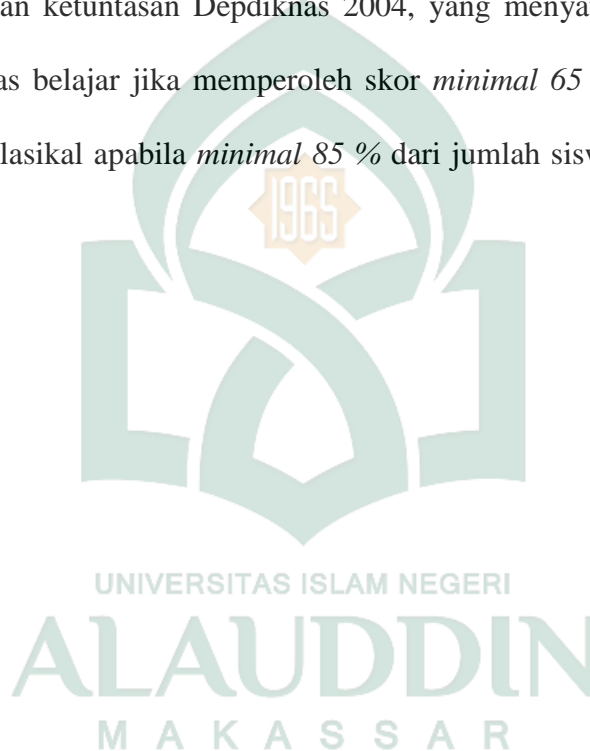 an ketuntasan Depdiknas 2004, yang menya
as belajar jika memperoleh skor minimal 65
lasikal apabila minimal 85 % dari jumlah sisw
1965
UNIVERSITAS ISLAM NEGERI
ALAUDDIN
MAKASSAR